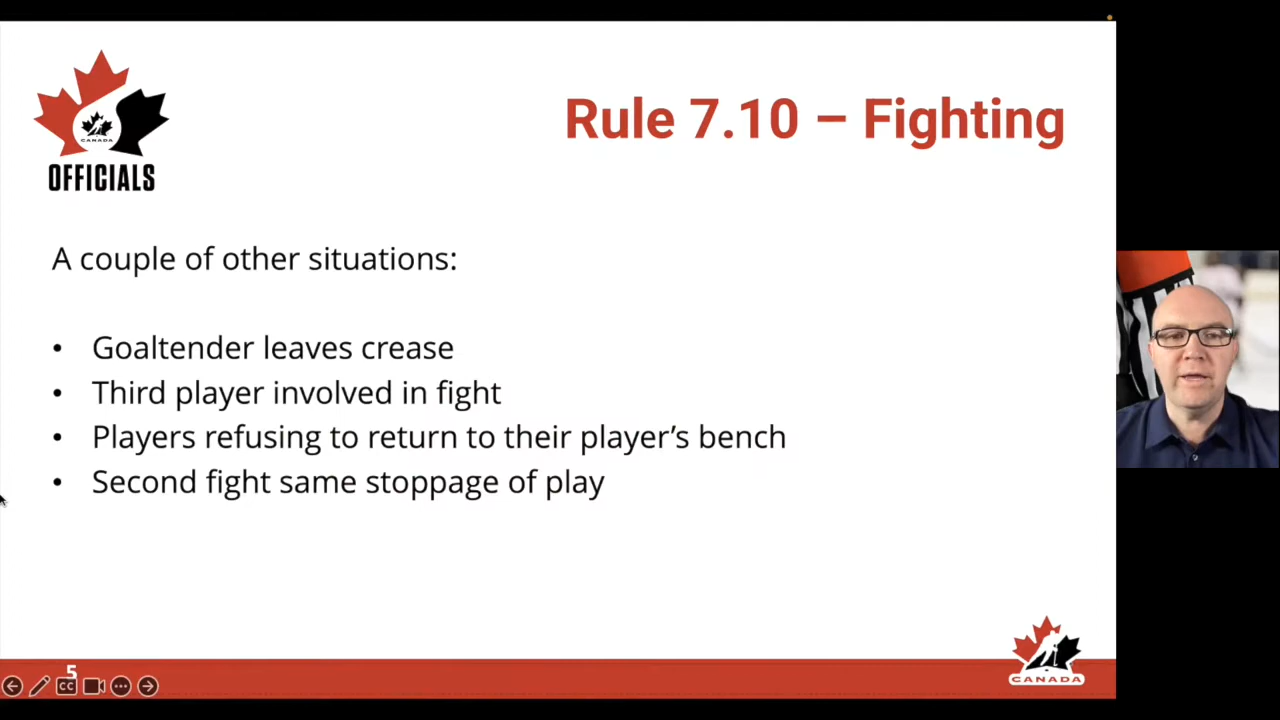 CANADA
OFFICIALS
Rule 7.10 – Fighting
A couple of other situations:
• Goaltender leaves crease
• Third player involved in fight
• Players refusing to return to their player’s bench
• Second fight same stoppage of play
5
CC
CANADA